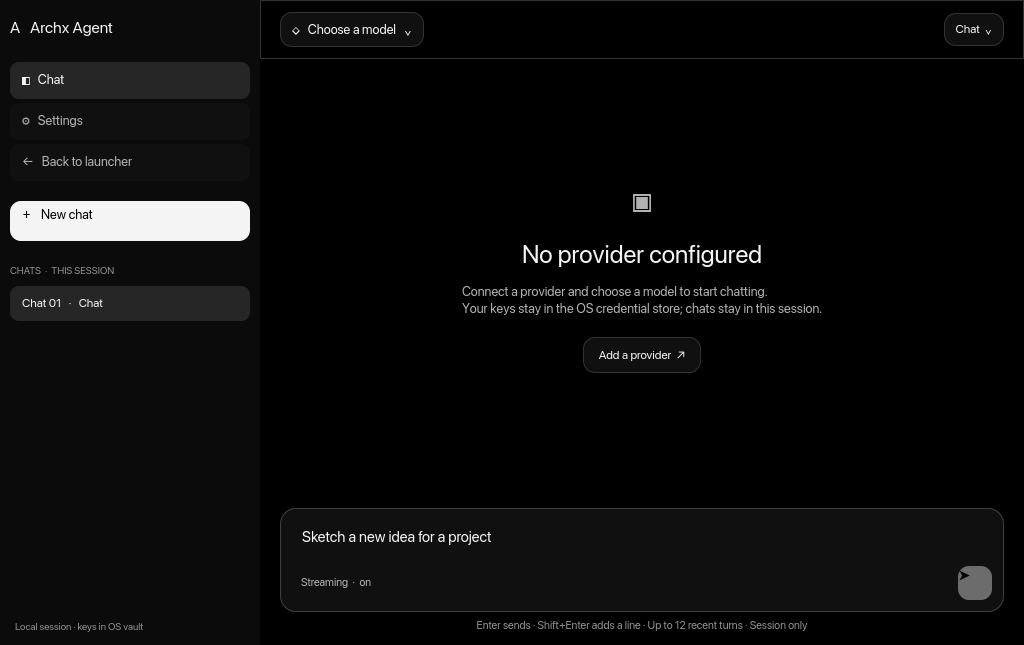 A Archx Agent
Chat
Settings
← Back to launcher
+ New chat
CHATS · THIS SESSION
Chat 01 · Chat
Local session · keys in OS vault
Choose a model
Chat
No provider configured
Connect a provider and choose a model to start chatting.
Your keys stay in the OS credential store; chats stay in this session.
Add a provider ↗
Sketch a new idea for a project
Streaming · on
Enter sends · Shift+Enter adds a line · Up to 12 recent turns · Session only